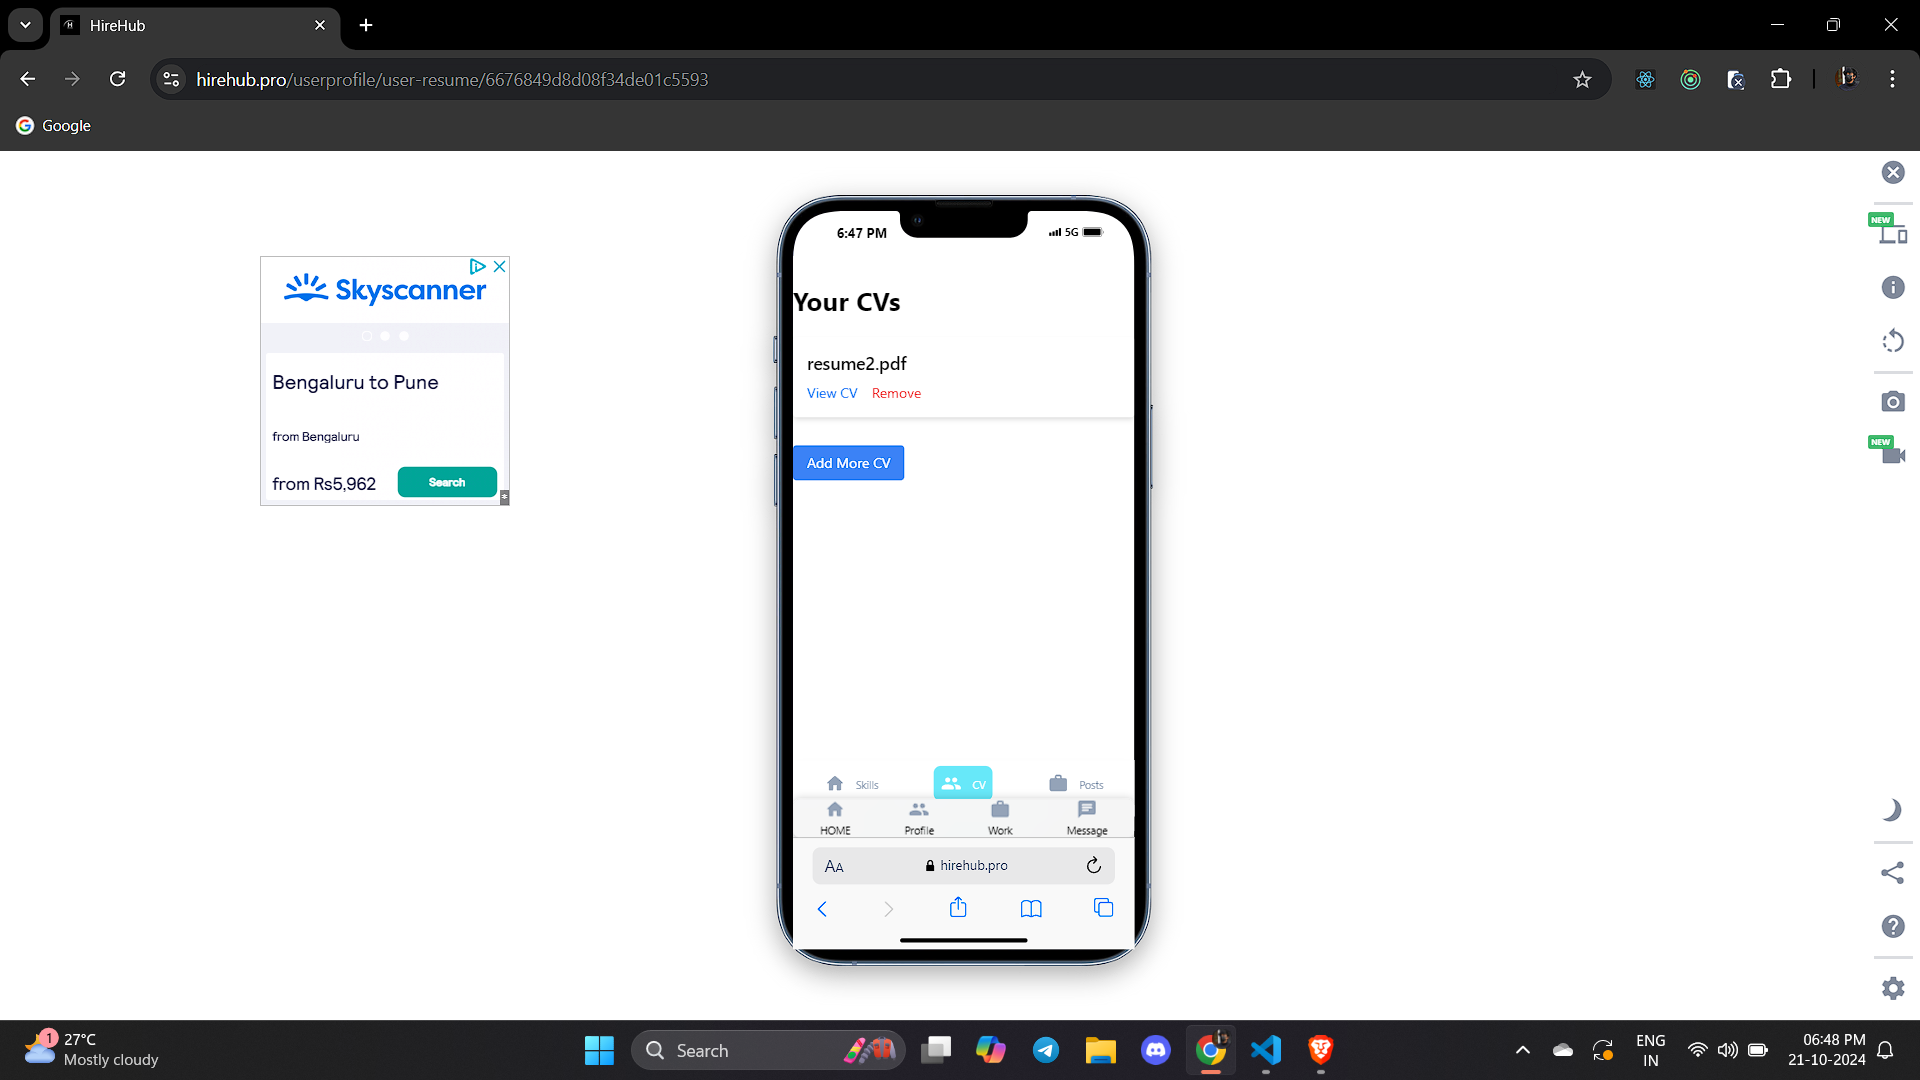 HireHub
hirehub.pro/userprofile/user-resume/6676849d8d08f34de01c5593
Google
Skyscanner
Bengaluru to Pune
from Bengaluru
from Rs5,962
Search
6:47 PM
5G
Your CVs
resume2.pdf
View CV Remove
Add More CV
Skills CV Posts
HOME Profile Work Message
AA hirehub.pro
NEW
NEW
1
27°C
Mostly cloudy
Search
ENG
IN
06:48 PM
21-10-2024